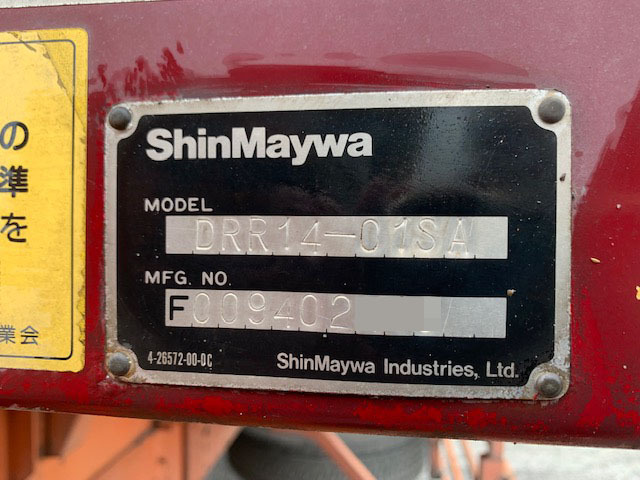 の
準
を
業会
ShinMaywa
MODEL
DRR14-01SA
MFG. NO.
F009402
4-26572-00-0C
ShinMaywa Industries, Ltd.